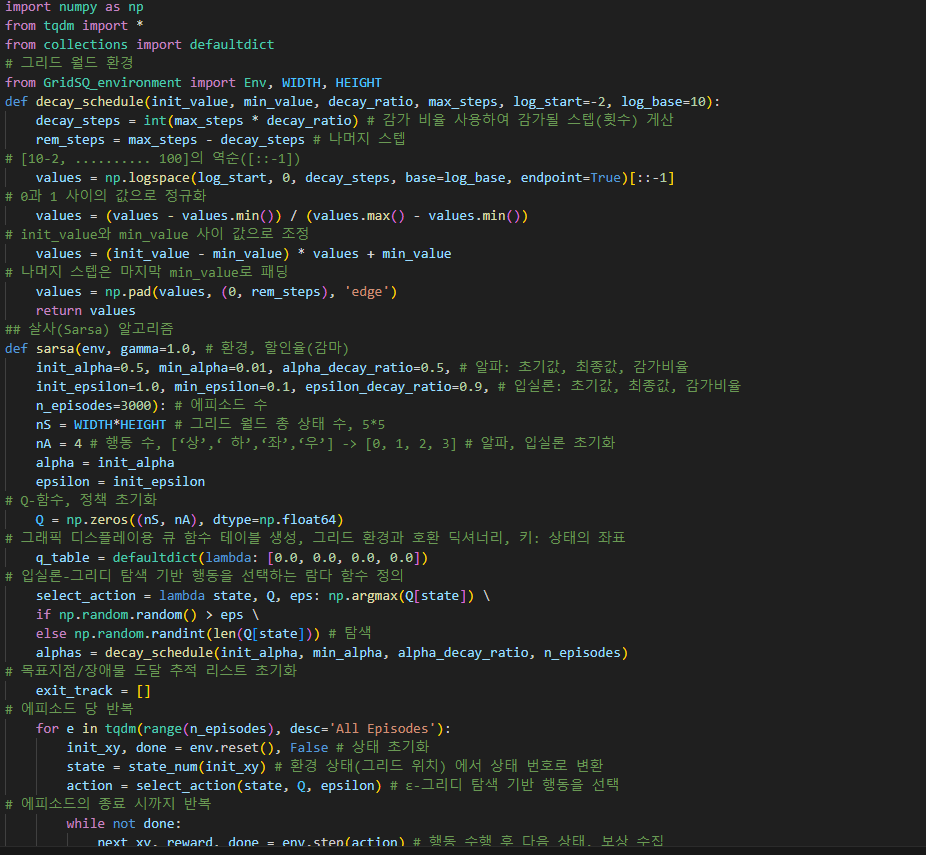 import numpy as np
from tqdm import *
from collections import defaultdict
# 그리드 월드 환경
from GridSQ_environment import Env, WIDTH, HEIGHT
def decay_schedule(init_value, min_value, decay_ratio, max_steps, log_start=-2, log_base=10):
    decay_steps = int(max_steps * decay_ratio) # 감가 비율 사용하여 감가될 스텝(횟수) 게산
    rem_steps = max_steps - decay_steps # 나머지 스텝
# [10-2, .......... 100]의 역순([::-1])
    values = np.logspace(log_start, 0, decay_steps, base=log_base, endpoint=True)[::-1]
# 0과 1 사이의 값으로 정규화
    values = (values - values.min()) / (values.max() - values.min())
# init_value와 min_value 사이 값으로 조정
    values = (init_value - min_value) * values + min_value
# 나머지 스텝은 마지막 min_value로 패딩
    values = np.pad(values, (0, rem_steps), 'edge')
    return values
## 살사(Sarsa) 알고리즘
def sarsa(env, gamma=1.0, # 환경, 할인율(감마)
    init_alpha=0.5, min_alpha=0.01, alpha_decay_ratio=0.5, # 알파: 초기값, 최종값, 감가비율
    init_epsilon=1.0, min_epsilon=0.1, epsilon_decay_ratio=0.9, # 입실론: 초기값, 최종값, 감가비율
    n_episodes=3000): # 에피소드 수
    nS = WIDTH*HEIGHT # 그리드 월드 총 상태 수, 5*5
    nA = 4 # 행동 수, [‘상’,‘ 하’,‘좌’,‘우’] -> [0, 1, 2, 3] # 알파, 입실론 초기화
    alpha = init_alpha
    epsilon = init_epsilon
# Q-함수, 정책 초기화
    Q = np.zeros((nS, nA), dtype=np.float64)
# 그래픽 디스플레이용 큐 함수 테이블 생성, 그리드 환경과 호환 딕셔너리, 키: 상태의 좌표
    q_table = defaultdict(lambda: [0.0, 0.0, 0.0, 0.0])
# 입실론-그리디 탐색 기반 행동을 선택하는 람다 함수 정의
    select_action = lambda state, Q, eps: np.argmax(Q[state]) \
    if np.random.random() > eps \
    else np.random.randint(len(Q[state])) # 탐색
    alphas = decay_schedule(init_alpha, min_alpha, alpha_decay_ratio, n_episodes)
# 목표지점/장애물 도달 추적 리스트 초기화
    exit_track = []
# 에피소드 당 반복
    for e in tqdm(range(n_episodes), desc='All Episodes'):
        init_xy, done = env.reset(), False # 상태 초기화
        state = state_num(init_xy) # 환경 상태(그리드 위치) 에서 상태 번호로 변환
        action = select_action(state, Q, epsilon) # ε-그리디 탐색 기반 행동을 선택
# 에피소드의 종료 시까지 반복
        while not done:
            next_xy, reward, done = env.step(action) # 행동 수행 후 다음 상태, 보상 수집